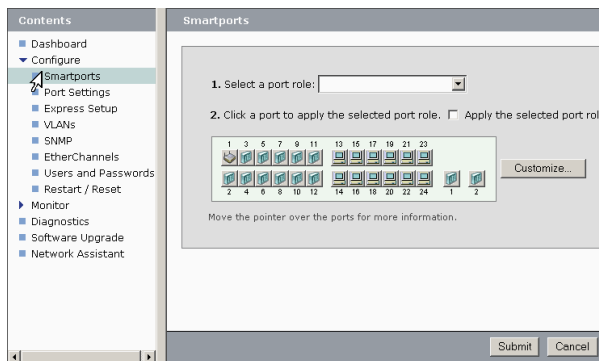 Contents
Dashboard
Configure
Smartports
Port Settings
Express Setup
VLANs
SNMP
EtherChannels
Users and Passwords
Restart / Reset
Monitor
Diagnostics
Software Upgrade
Network Assistant
Smartports
1. Select a port role:
2. Click a port to apply the selected port role. Apply the selected port rol
1 3 5 7 9 11 13 15 17 19 21 23
2 4 6 8 10 12 14 16 18 20 22 24 1 2
Customize...
Move the pointer over the ports for more information.
Submit Cancel